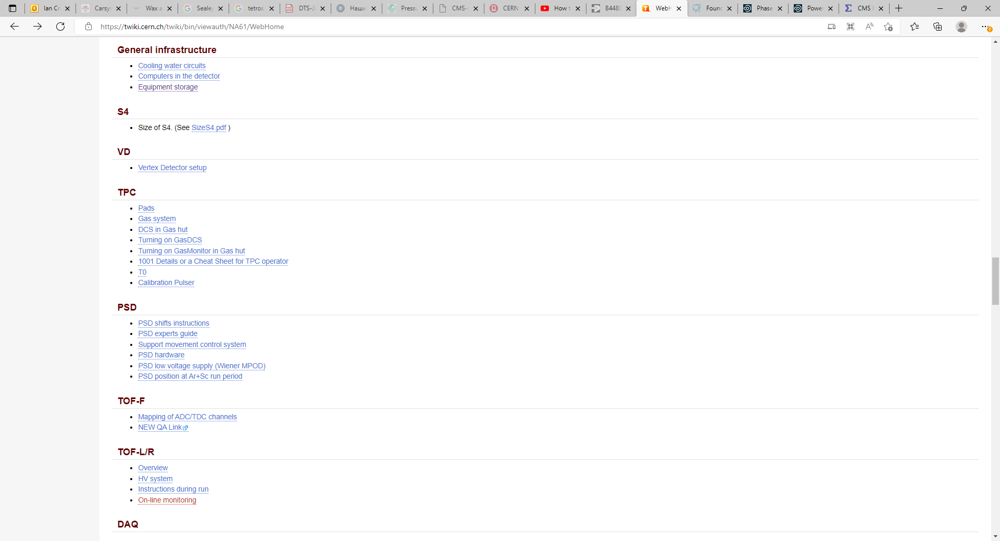 Ian Cr
Carsys
Wax a
Sealey
tetros
DTS-J
Наши
Pressu
CMS-
CERN
How t
B448
WebH
Found
Phase
Power
CMS
https://twiki.cern.ch/twiki/bin/viewauth/NA61/WebHome
General infrastructure
Cooling water circuits
Computers in the detector
Equipment storage
S4
Size of S4. (See SizeS4.pdf )
VD
Vertex Detector setup
TPC
Pads
Gas system
DCS in Gas hut
Turning on GasDCS
Turning on GasMonitor in Gas hut
1001 Details or a Cheat Sheet for TPC operator
T0
Calibration Pulser
PSD
PSD shifts instructions
PSD experts guide
Support movement control system
PSD hardware
PSD low voltage supply (Wiener MPOD)
PSD position at Ar+Sc run period
TOF-F
Mapping of ADC/TDC channels
NEW QA Link
TOF-L/R
Overview
HV system
Instructions during run
On-line monitoring
DAQ